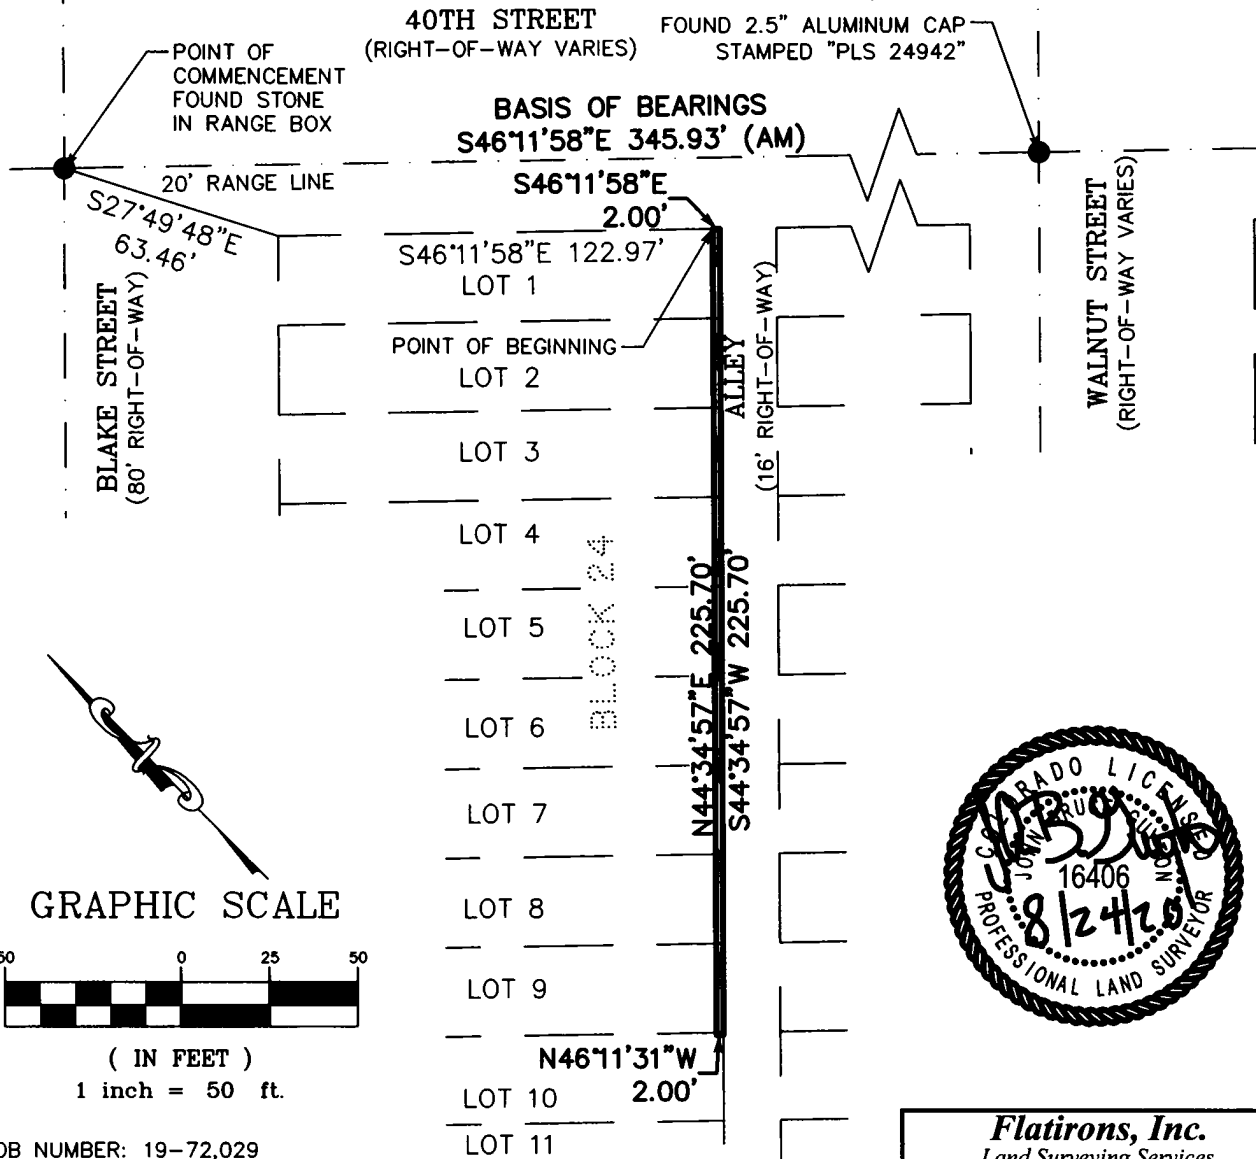 40TH STREET
(RIGHT-OF-WAY VARIES)
FOUND 2.5" ALUMINUM CAP
STAMPED "PLS 24942"
POINT OF
COMMENCEMENT
FOUND STONE
IN RANGE BOX
BASIS OF BEARINGS
S46°11'58"E 345.93' (AM)
20' RANGE LINE
S46°11'58"E
2.00'
S27°49'48"E
63.46'
S46°11'58"E 122.97'
LOT 1
POINT OF BEGINNING
LOT 2
ALLEY
(16' RIGHT-OF-WAY)
BLAKE STREET
(80' RIGHT-OF-WAY)
WALNUT STREET
(RIGHT-OF-WAY VARIES)
LOT 3
LOT 4
BLOCK 24
LOT 5
N44°34'57"E 225.70'
S44°34'57"W 225.70'
LOT 6
LOT 7
LOT 8
LOT 9
N46°11'31"W
2.00'
LOT 10
LOT 11
GRAPHIC SCALE
50 0 25 50
( IN FEET )
1 inch = 50 ft.
COLORADO LICENSED
16406
8/24/20
PROFESSIONAL LAND SURVEYOR
OB NUMBER: 19-72,029
Flatirons, Inc.
Land Surveying Services